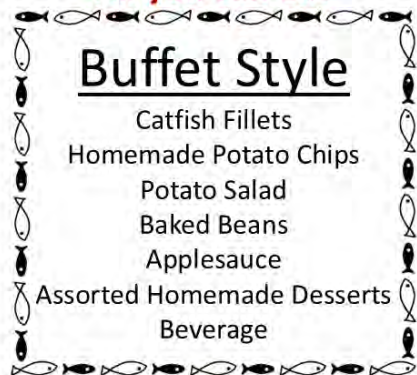 Buffet Style
Catfish Fillets
Homemade Potato Chips
Potato Salad
Baked Beans
Applesauce
Assorted Homemade Desserts
Beverage